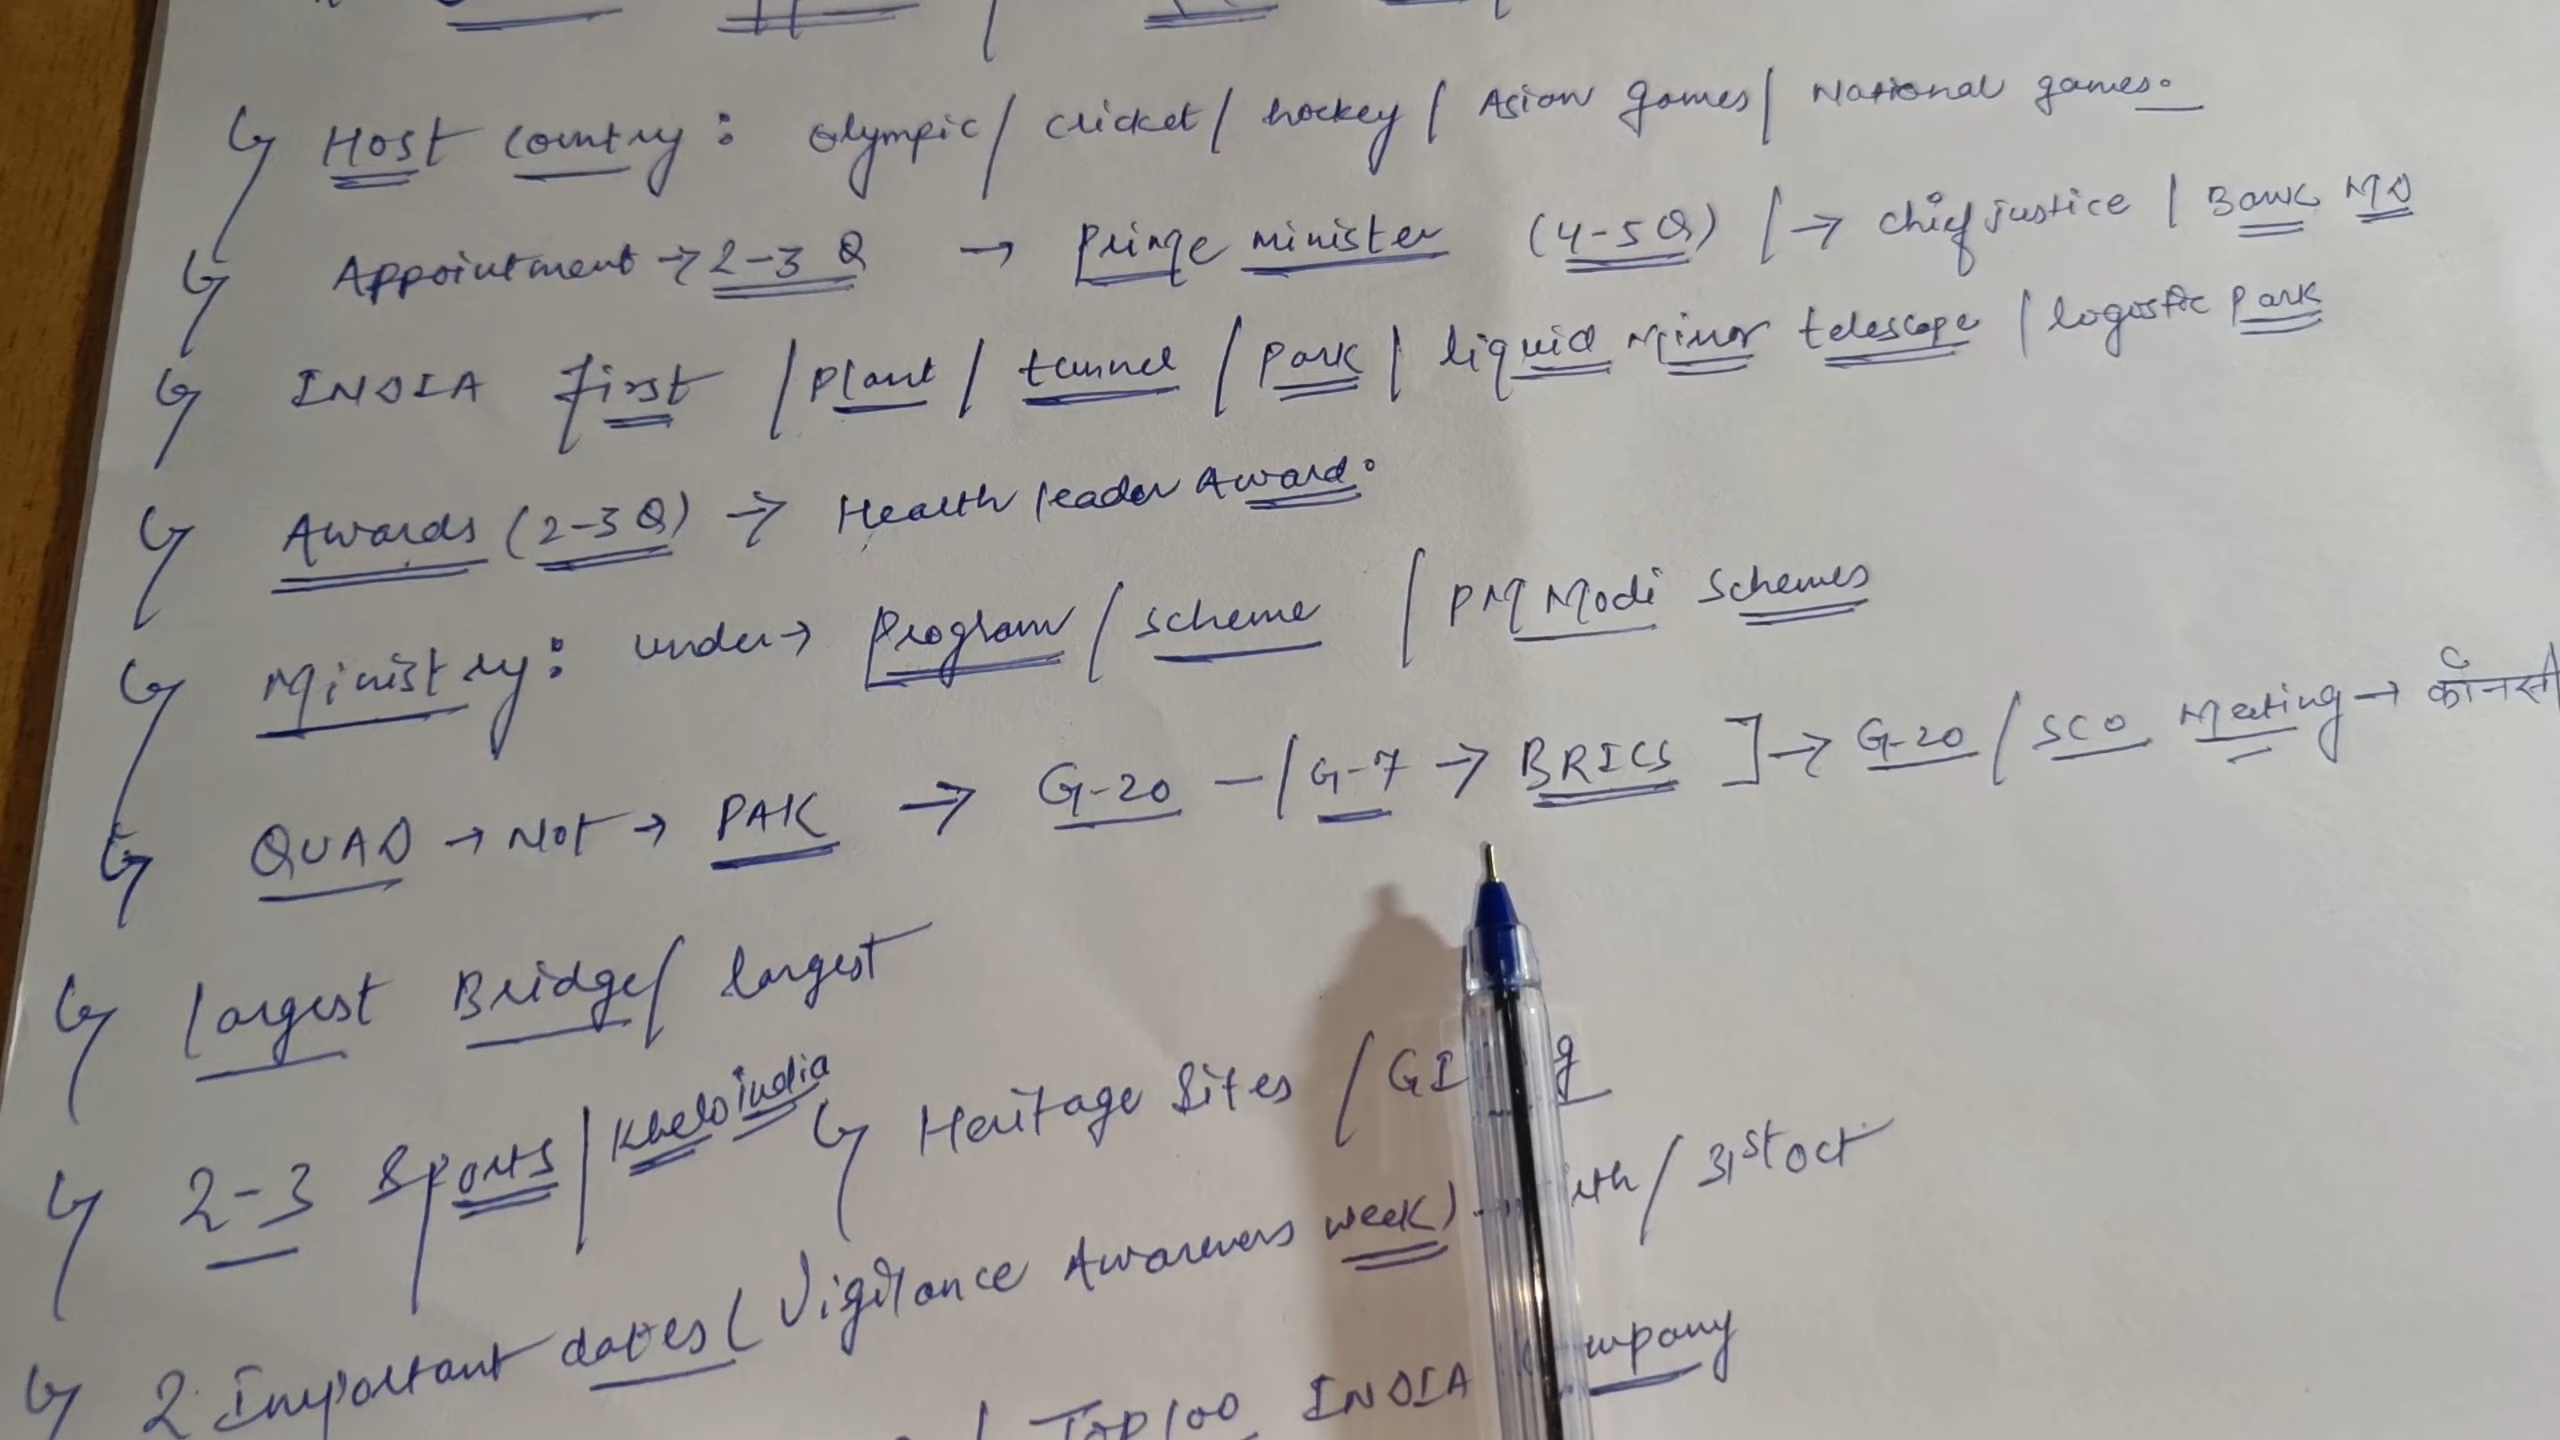 Host country: Olympic / cricket / hockey / Asian games / National games.
Appointment → 2-3 Q → Prime minister (4-5Q) / → chief justice | Bank MD
INDIA first / Plant / tunnel / Park / liquid Mirror telescope / logistic Park
Awards (2-3 Q) → Health leader Award.
Ministry: under → Program / scheme / PM Modi Schemes
QUAD → Not → PAK → G-20 - / G-7 → BRICS ] → G-20 / SCO Meeting →
largest Bridge / largest
2-3 Sports / Khelo india
Heritage Sites / GI
2 Important dates ( Vigilance Awareness week) / 31st Oct
/ Top 100 INDIA